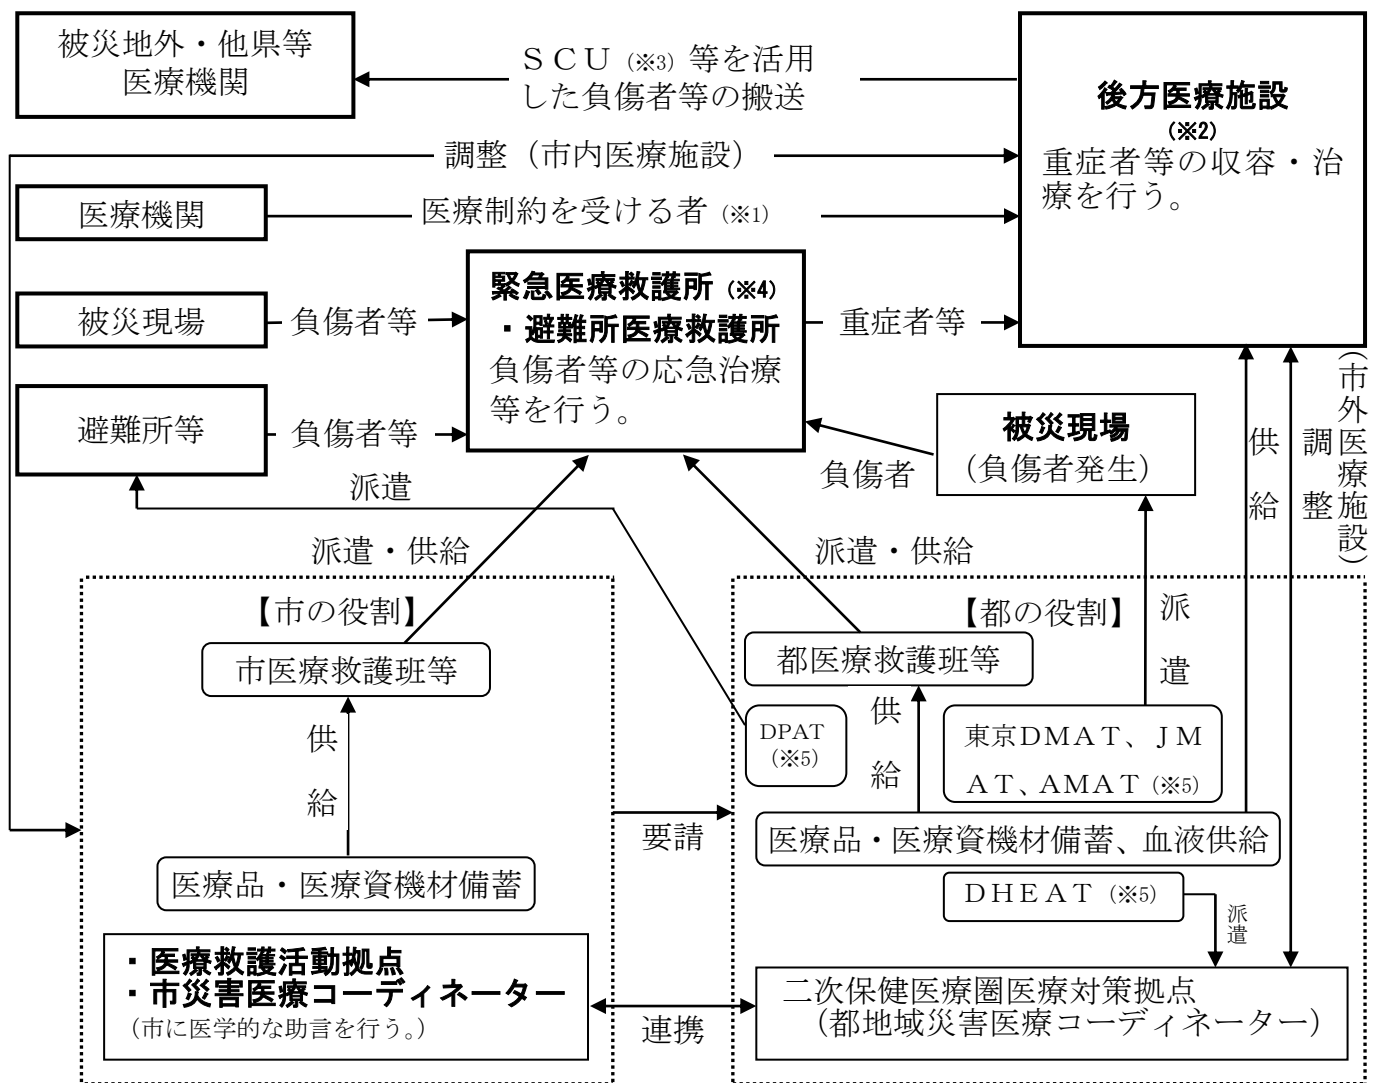 被災地外・他県等
医療機関
ＳＣＵ（※3）等を活用
した負傷者等の搬送
後方医療施設
（※2）
重症者等の収容・治
療を行う。
調整（市内医療施設）
医療機関
医療制約を受ける者（※1）
緊急医療救護所（※4）
・避難所医療救護所
負傷者等の応急治療
等を行う。
被災現場
負傷者等
重症者等
避難所等
負傷者等
被災現場
（負傷者発生）
負傷者
供給
調整
（市外医療施設）
派遣
派遣・供給
派遣・供給
【市の役割】
市医療救護班等
供給
医療品・医療資機材備蓄
・医療救護活動拠点
・市災害医療コーディネーター
（市に医学的な助言を行う。）
要請
連携
【都の役割】
派遣
都医療救護班等
供給
DPAT
（※5）
東京DMAＴ、ＪＭ
ＡＴ、AMAＴ（※5）
医療品・医療資機材備蓄、血液供給
ＤＨＥＡＴ（※5）
派遣
二次保健医療圏医療対策拠点
（都地域災害医療コーディネーター）